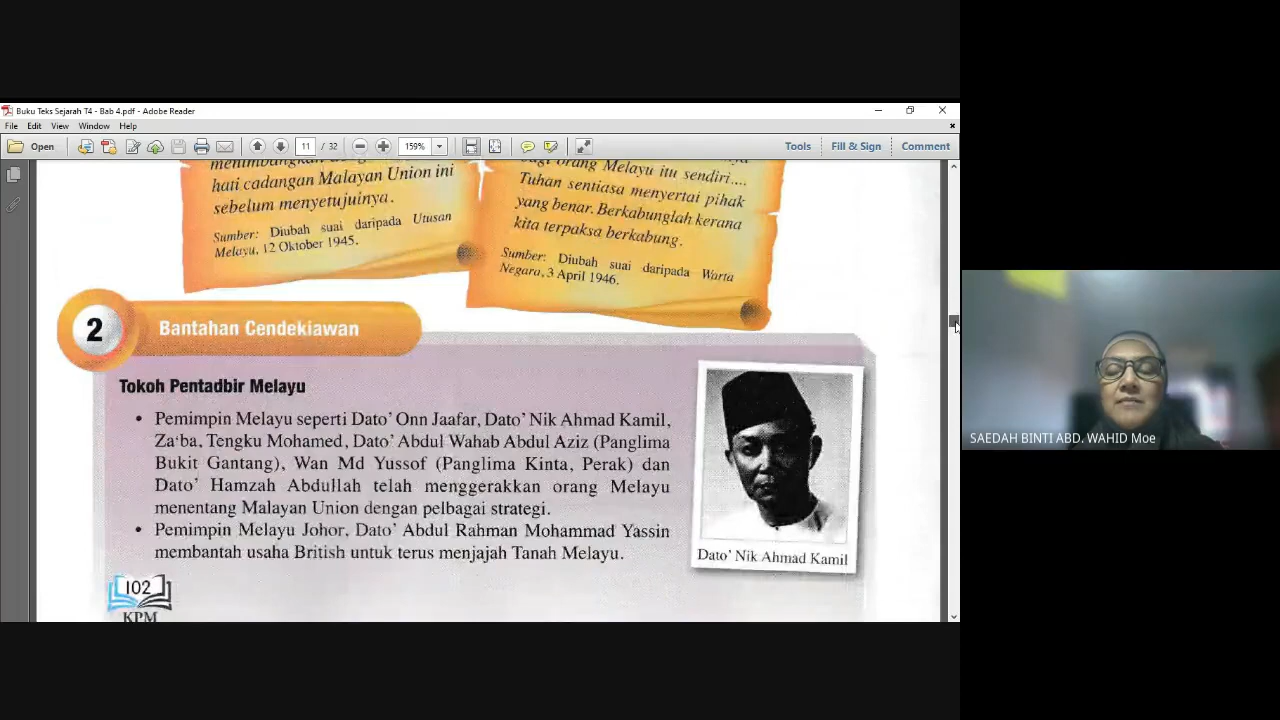 Buku Teks Sejarah T4 - Bab 4.pdf - Adobe Reader
File Edit View Window Help
Open 11 / 32 159% Tools Fill & Sign Comment
hati cadangan Malayan Union ini
sebelum menyetujuinya.
Sumber: Diubah suai daripada Utusan
Melayu, 12 Oktober 1945.
bagi orang Melayu itu sendiri....
Tuhan sentiasa menyertai pihak
yang benar. Berkabunglah kerana
kita terpaksa berkabung.
Sumber: Diubah suai daripada Warta
Negara, 3 April 1946.
2 Bantahan Cendekiawan
Tokoh Pentadbir Melayu
• Pemimpin Melayu seperti Dato' Onn Jaafar, Dato' Nik Ahmad Kamil,
Za'ba, Tengku Mohamed, Dato' Abdul Wahab Abdul Aziz (Panglima
Bukit Gantang), Wan Md Yussof (Panglima Kinta, Perak) dan
Dato' Hamzah Abdullah telah menggerakkan orang Melayu
menentang Malayan Union dengan pelbagai strategi.
• Pemimpin Melayu Johor, Dato' Abdul Rahman Mohammad Yassin
membantah usaha British untuk terus menjajah Tanah Melayu.
Dato' Nik Ahmad Kamil
102
KPM
SAEDAH BINTI ABD. WAHID Moe